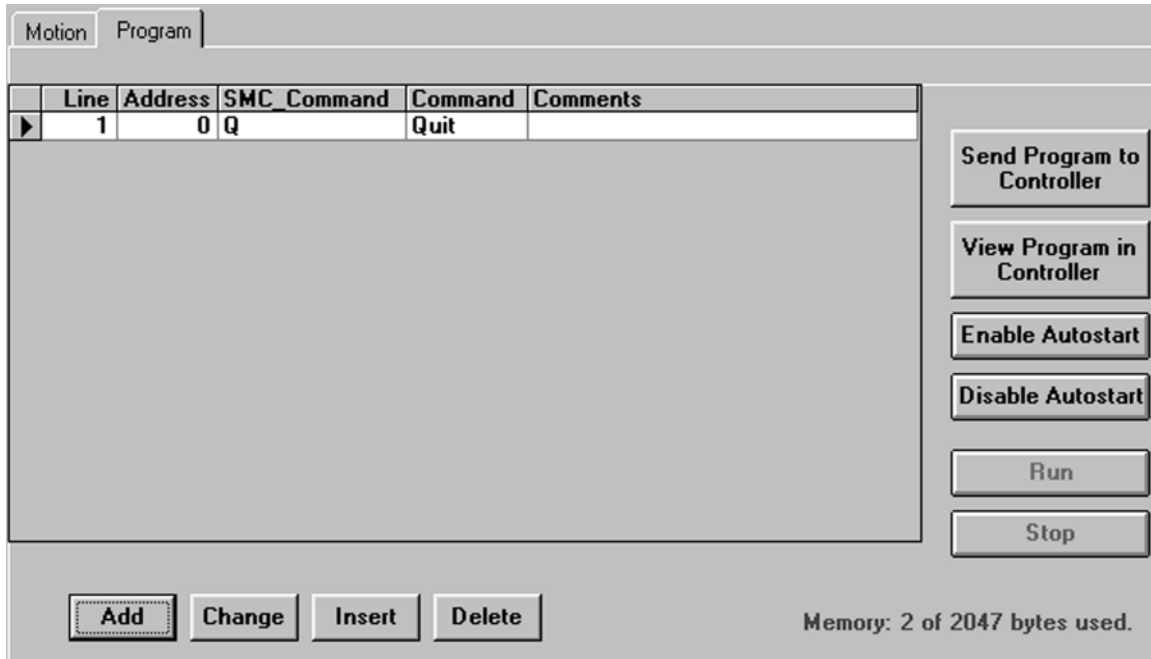 Motion Program
Line Address SMC_Command Command Comments
1 0 Q Quit
Send Program to
Controller
View Program in
Controller
Enable Autostart
Disable Autostart
Run
Stop
Add Change Insert Delete
Memory: 2 of 2047 bytes used.